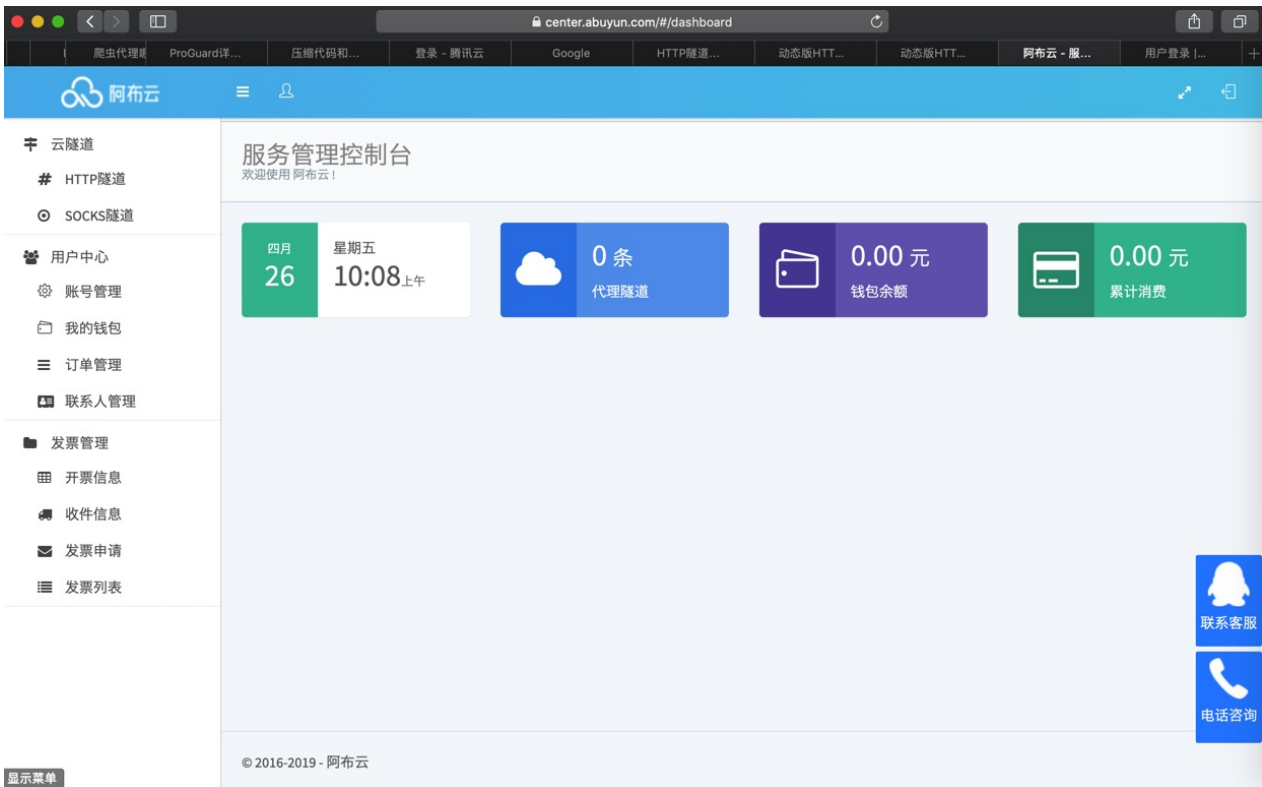 center.abuyun.com/#/dashboard
爬虫代理
ProGuard详...
压缩代码和...
登录 - 腾讯云
Google
HTTP隧道...
动态版HTT...
动态版HTT...
阿布云 - 服...
用户登录 |...
阿布云
云隧道
HTTP隧道
SOCKS隧道
用户中心
账号管理
我的钱包
订单管理
联系人管理
发票管理
开票信息
收件信息
发票申请
发票列表
服务管理控制台
欢迎使用 阿布云!
四月
26
星期五
10:08上午
0 条
代理隧道
0.00 元
钱包余额
0.00 元
累计消费
联系客服
电话咨询
© 2016-2019 - 阿布云
显示菜单